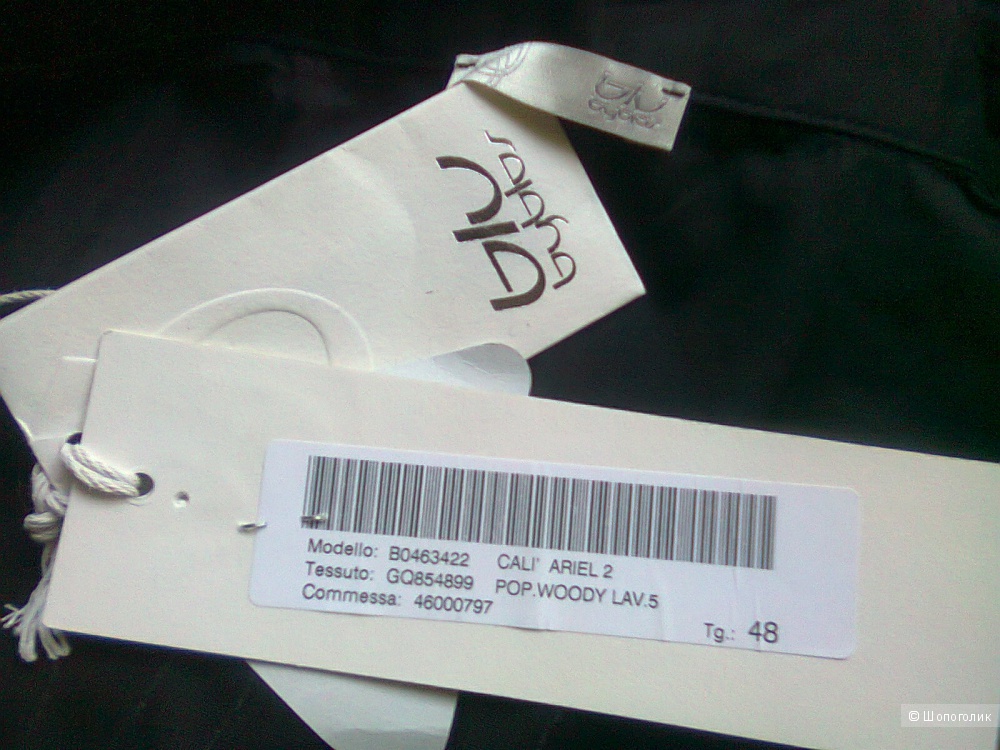 Modello: B0463422 CALI' ARIEL 2
Tessuto: GQ854899 POP.WOODY LAV.5
Commessa: 46000797
Tg.: 48
© Шопоголик